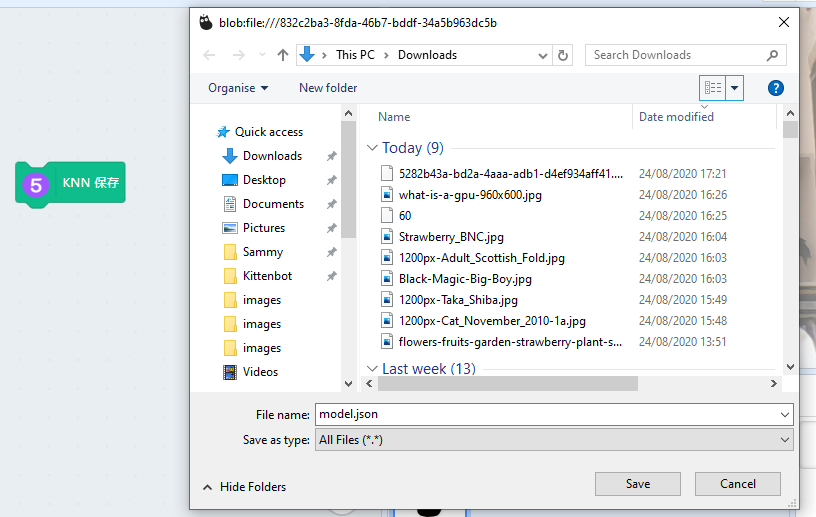 blob:file:///832c2ba3-8fda-46b7-bddf-34a5b963dc5b
This PC
Downloads
Search Downloads
Organise
New folder
?
Name
Date modified
Quick access
Downloads
Desktop
Documents
Pictures
Sammy
Kittenbot
images
images
images
Videos
Today (9)
5282b43a-bd2a-4aaa-adb1-d4ef934aff41.... 24/08/2020 17:21
what-is-a-gpu-960x600.jpg 24/08/2020 16:26
60 24/08/2020 16:25
Strawberry_BNC.jpg 24/08/2020 16:04
1200px-Adult_Scottish_Fold.jpg 24/08/2020 16:03
Black-Magic-Big-Boy.jpg 24/08/2020 16:03
1200px-Taka_Shiba.jpg 24/08/2020 15:49
1200px-Cat_November_2010-1a.jpg 24/08/2020 15:48
flowers-fruits-garden-strawberry-plant-s... 24/08/2020 13:51
Last week (13)
5 KNN 保存
File name: model.json
Save as type: All Files (*.*)
Hide Folders
Save
Cancel